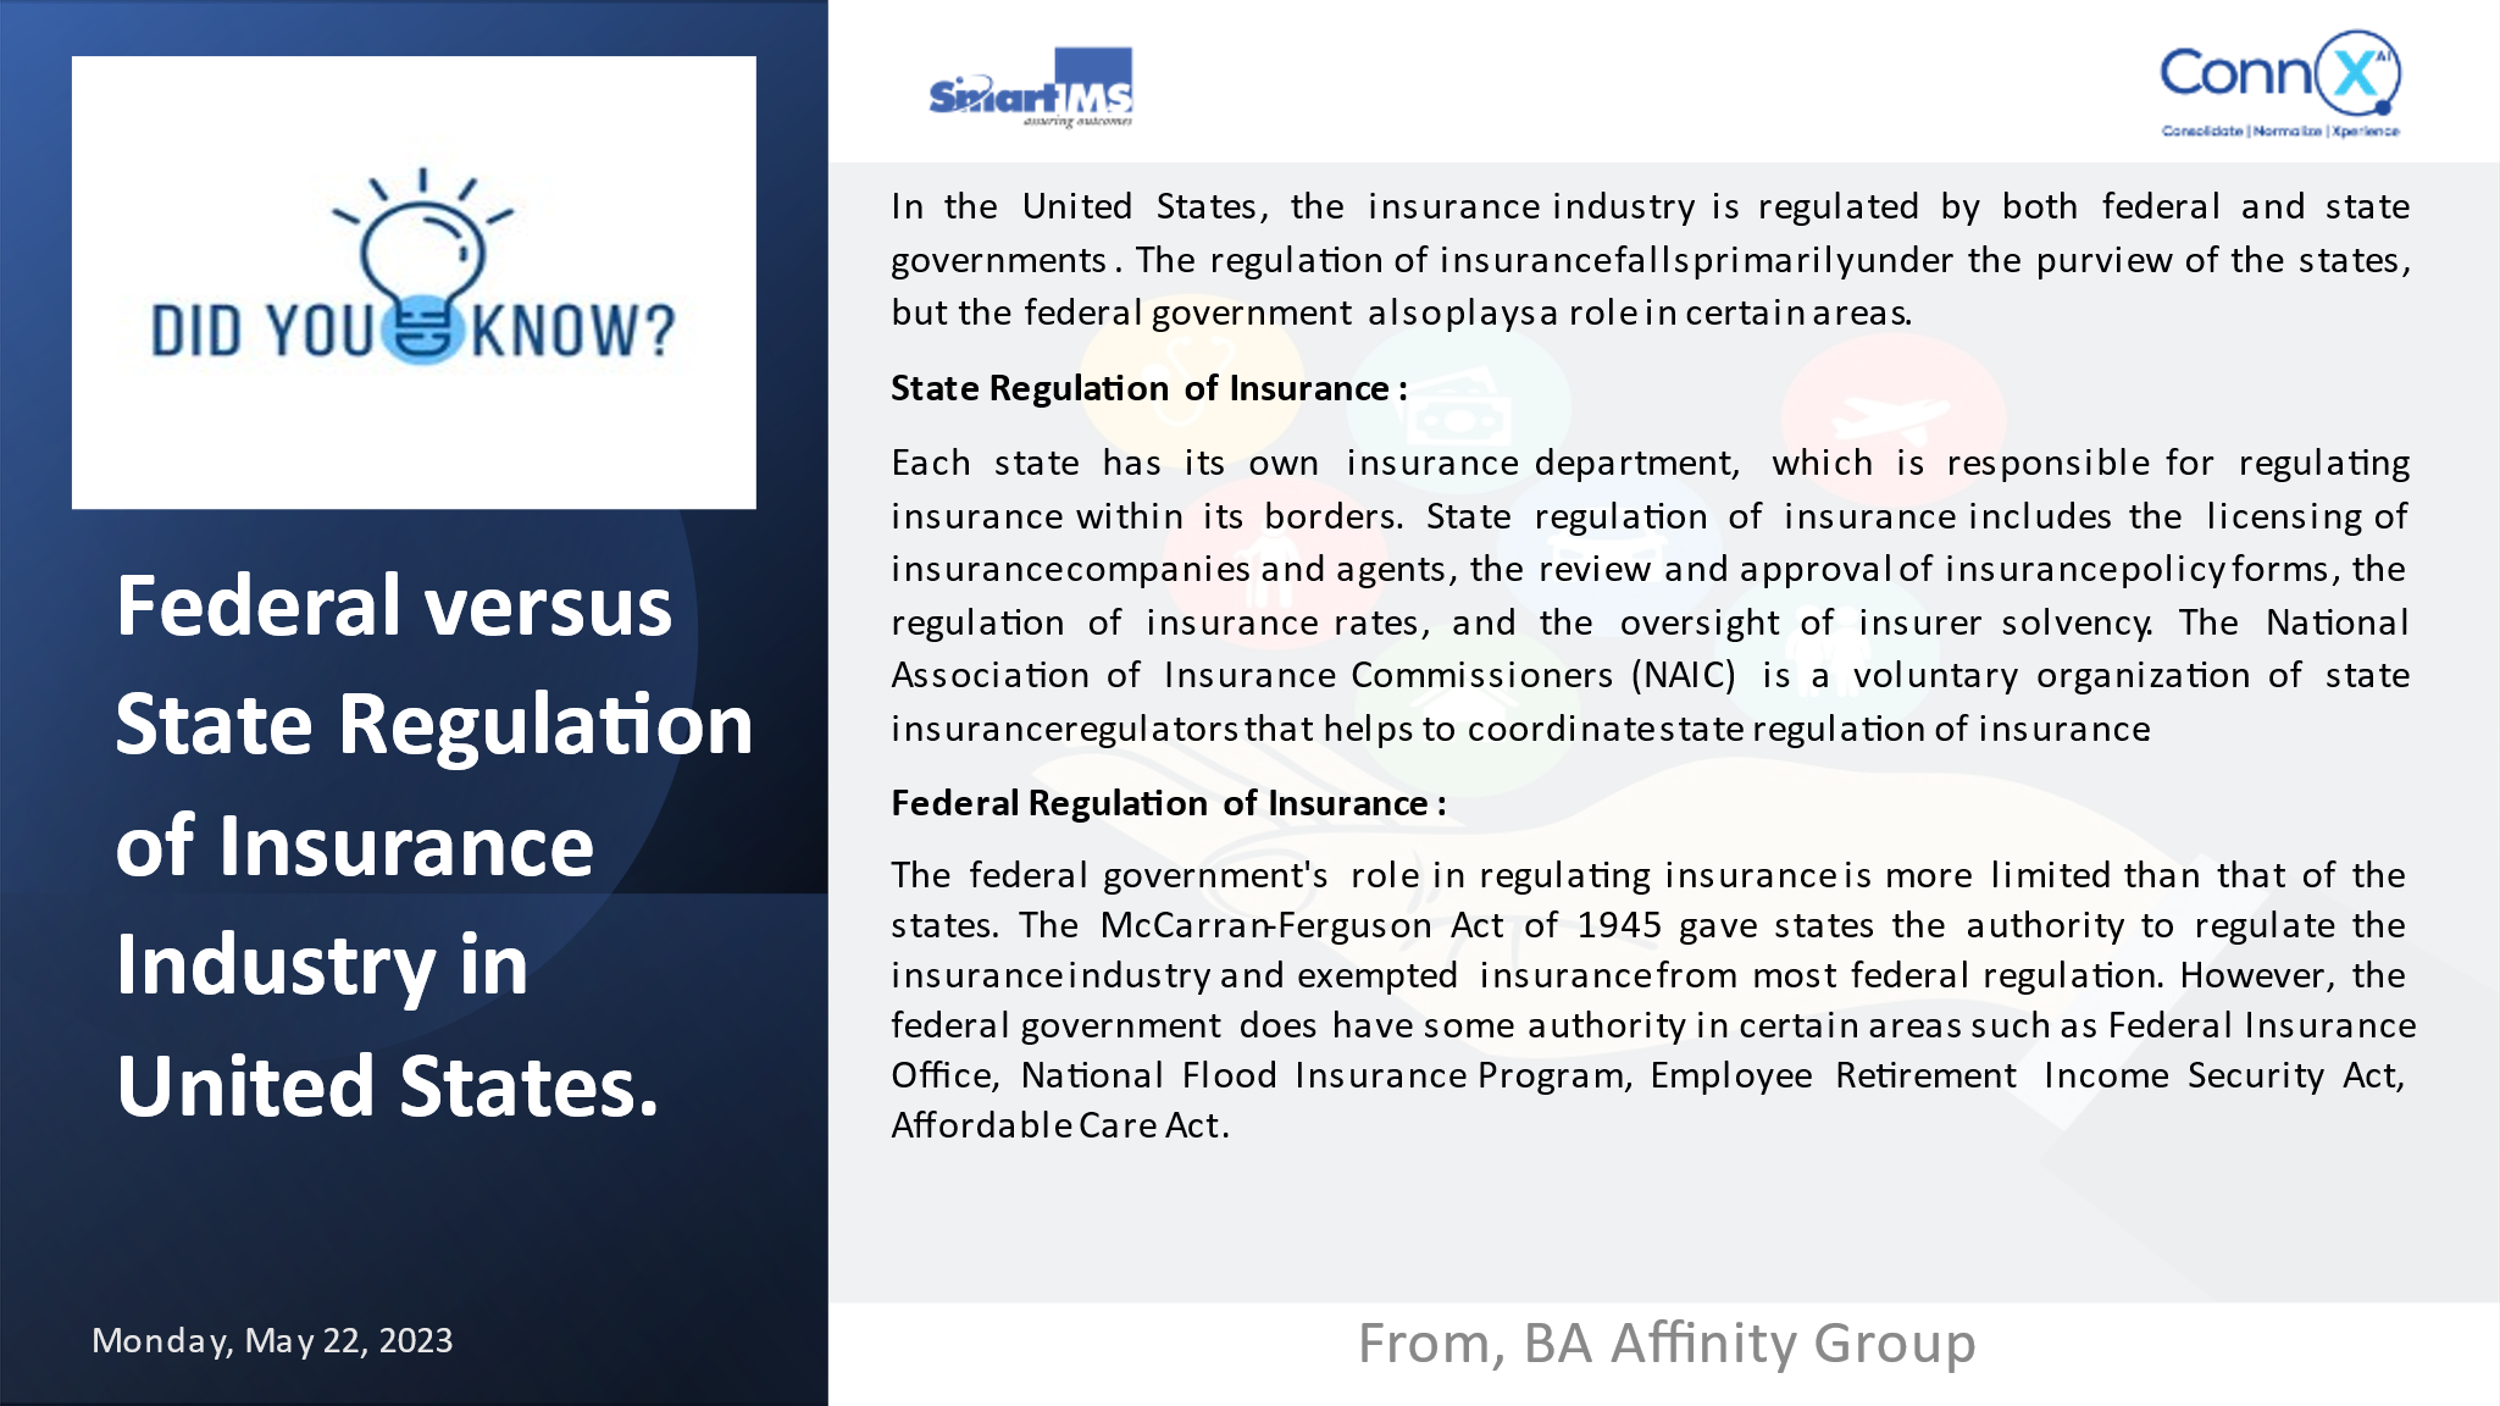 DID YOU KNOW?
Federal versus
State Regulation
of Insurance
Industry in
United States.
Monday, May 22, 2023
SmartIMS
assuring outcomes
ConnX AI
Consolidate | Normalize | Xperience
In the United States, the insurance industry is regulated by both federal and state
governments. The regulation of insurance falls primarily under the purview of the states,
but the federal government also plays a role in certain areas.
State Regulation of Insurance :
Each state has its own insurance department, which is responsible for regulating
insurance within its borders. State regulation of insurance includes the licensing of
insurance companies and agents, the review and approval of insurance policy forms, the
regulation of insurance rates, and the oversight of insurer solvency. The National
Association of Insurance Commissioners (NAIC) is a voluntary organization of state
insurance regulators that helps to coordinate state regulation of insurance.
Federal Regulation of Insurance :
The federal government's role in regulating insurance is more limited than that of the
states. The McCarran-Ferguson Act of 1945 gave states the authority to regulate the
insurance industry and exempted insurance from most federal regulation. However, the
federal government does have some authority in certain areas such as Federal Insurance
Office, National Flood Insurance Program, Employee Retirement Income Security Act,
Affordable Care Act.
From, BA Affinity Group